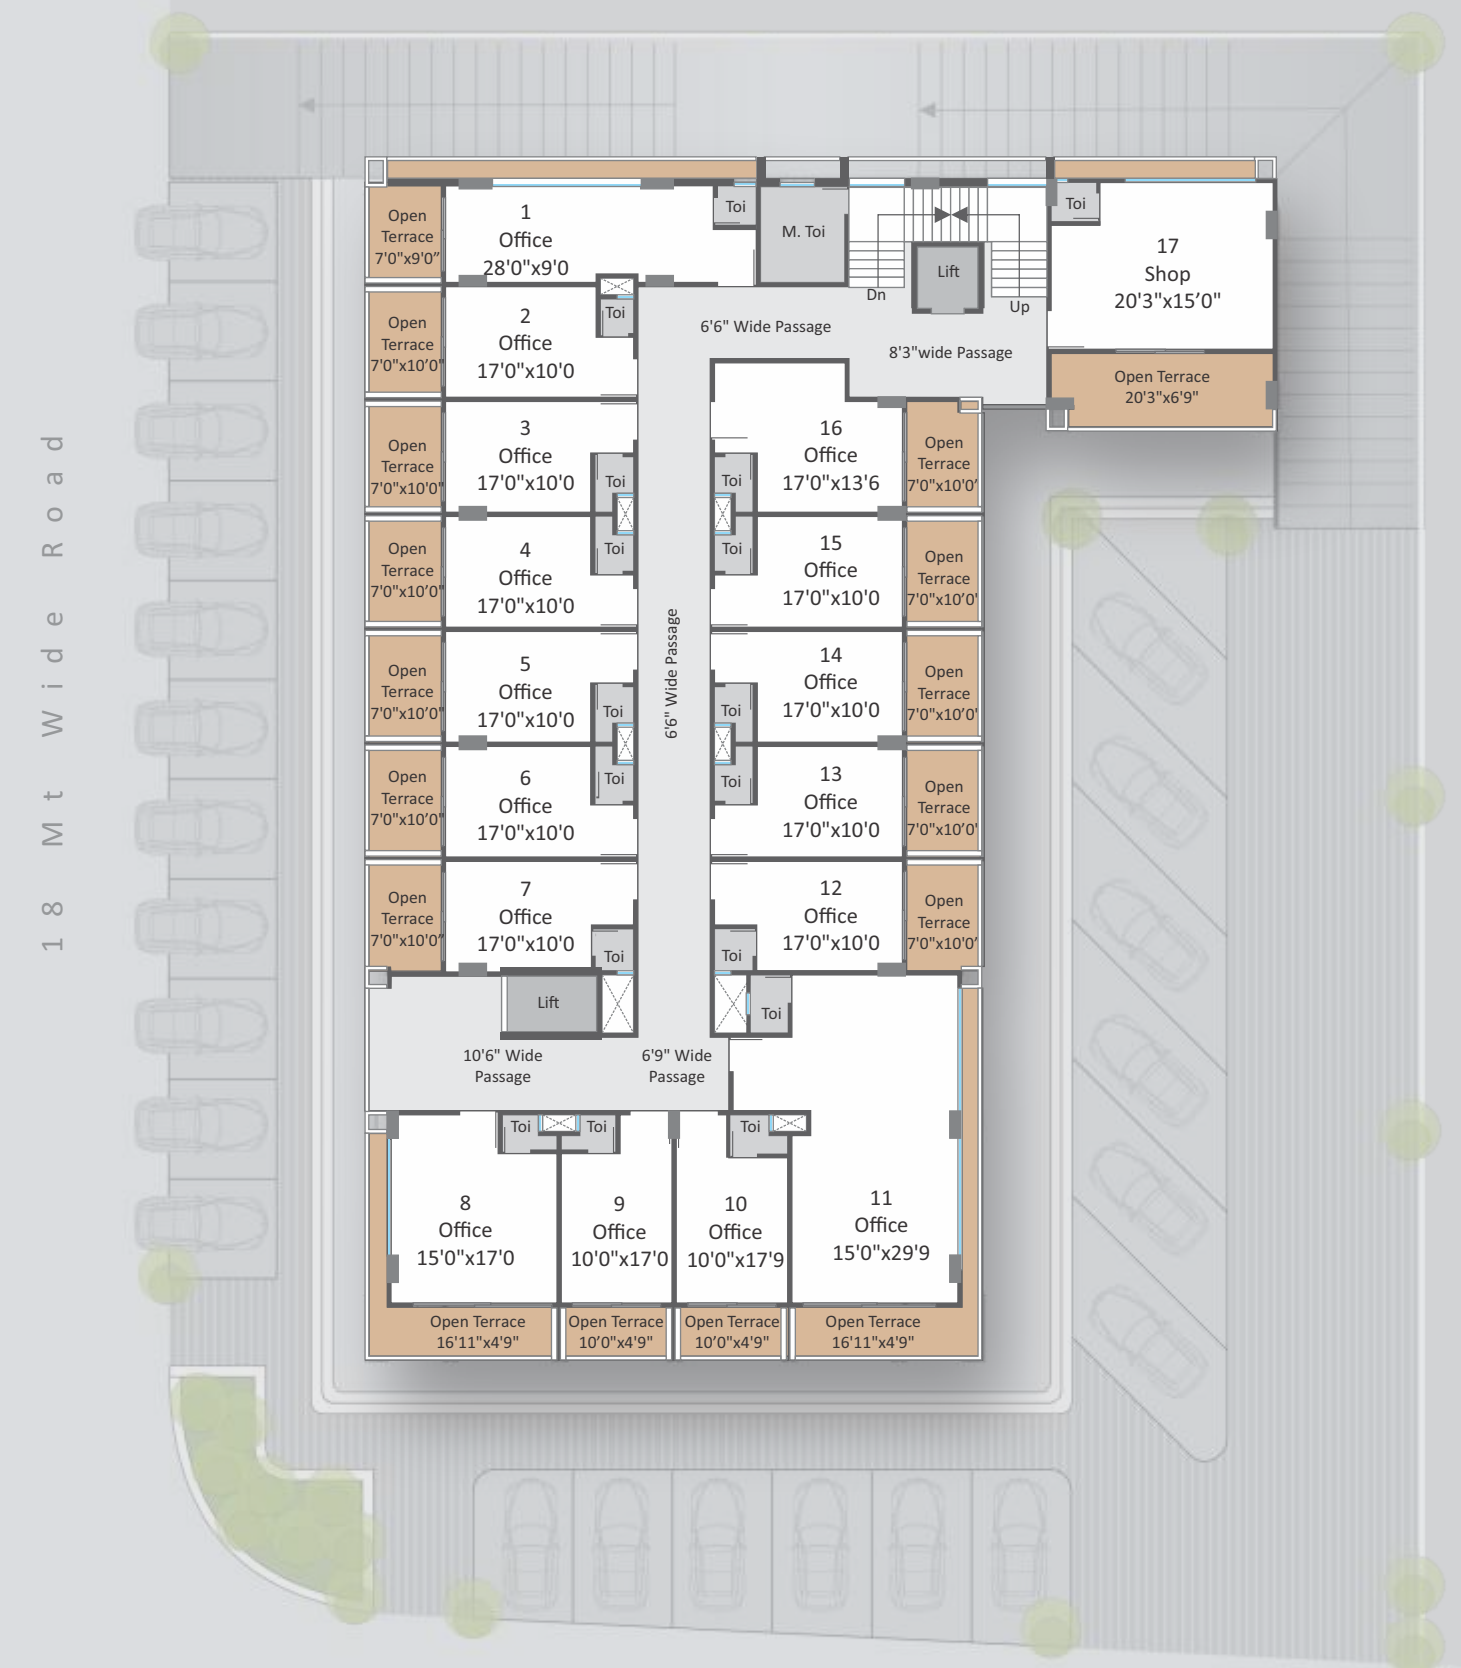 18 Mt Wide Road
Open
Terrace
7'0"x9'0”
1
Office
28'0"x9'0
Toi
M. Toi
Dn
Lift
Up
Toi
17
Shop
20'3"x15’0"
Open Terrace
20'3"x6'9"
6'6" Wide Passage
8'3"wide Passage
Open
Terrace
7'0"x10'0"
2
Office
17'0"x10'0
Toi
Open
Terrace
7'0"x10'0"
3
Office
17'0"x10'0
Toi
Toi
16
Office
17'0"x13'6
Open
Terrace
7'0"x10'0'
Open
Terrace
7'0"x10’0"
4
Office
17'0"x10'0
Toi
Toi
15
Office
17'0"x10'0
Open
Terrace
7'0"x10’0'
6'6" Wide Passage
Open
Terrace
7'0"x10’0"
5
Office
17'0"x10'0
Toi
Toi
14
Office
17'0"x10'0
Open
Terrace
7'0"x10’0'
Open
Terrace
7'0"x10’0"
6
Office
17'0"x10'0
Toi
Toi
13
Office
17'0"x10'0
Open
Terrace
7'0"x10’0'
Open
Terrace
7'0"x10’0”
7
Office
17'0"x10'0
Toi
Toi
12
Office
17'0"x10'0
Open
Terrace
7'0"x10’0’
Lift
Toi
10'6" Wide
Passage
6'9" Wide
Passage
Toi
Toi
Toi
8
Office
15'0"x17'0
9
Office
10'0"x17'0
10
Office
10'0"x17'9
11
Office
15'0"x29'9
Open Terrace
16'11"x4'9"
Open Terrace
10’0"x4'9"
Open Terrace
10’0"x4'9"
Open Terrace
16'11"x4'9"